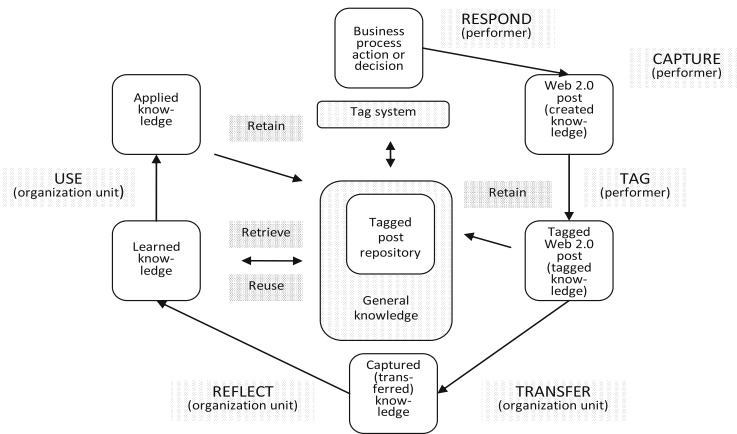 Business
process
action or
decision
RESPOND
(performer)
CAPTURE
(performer)
Web 2.0
post
(created
know-
ledge)
Applied
know-
ledge
Tag system
Retain
USE
(organization unit)
TAG
(performer)
Retain
Tagged
post
repository
General
knowledge
Retrieve
Reuse
Learned
know-
ledge
Tagged
Web 2.0
post
(tagged
know-
ledge)
Captured
(trans-
ferred)
know-
ledge
REFLECT
(organization unit)
TRANSFER
(organization unit)